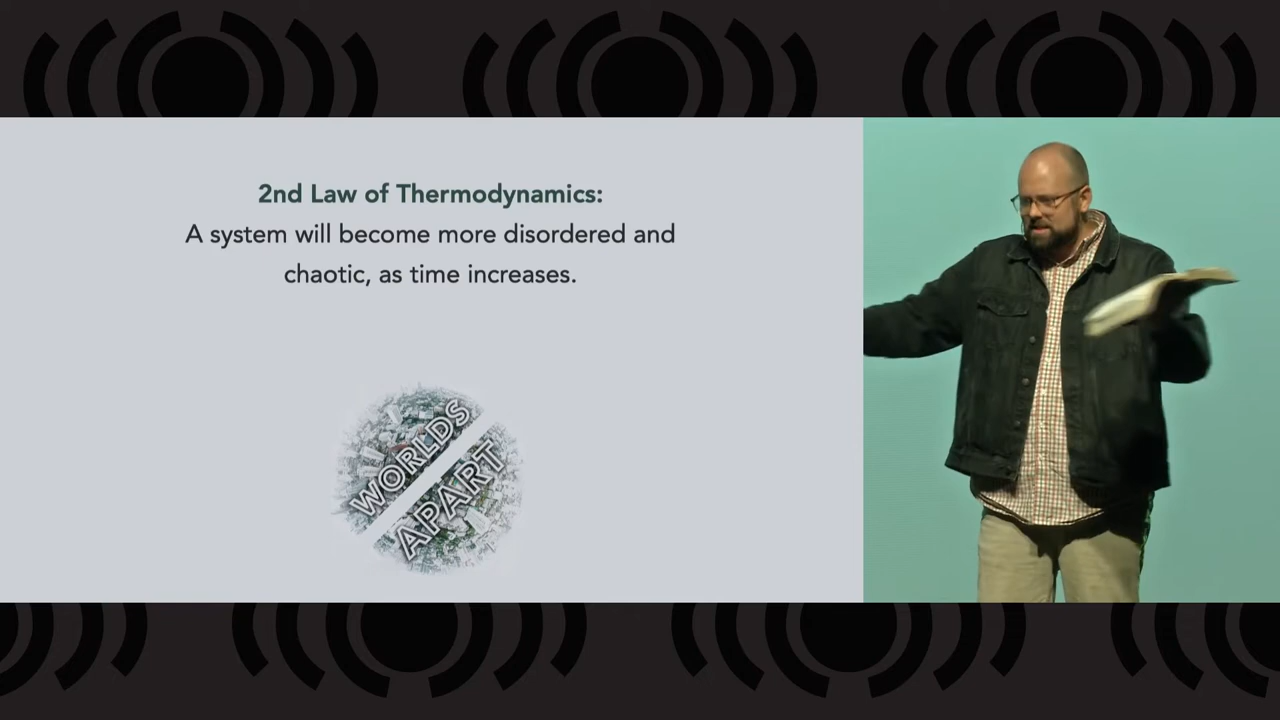 2nd Law of Thermodynamics:
A system will become more disordered and
chaotic, as time increases.
WORLDS
APART